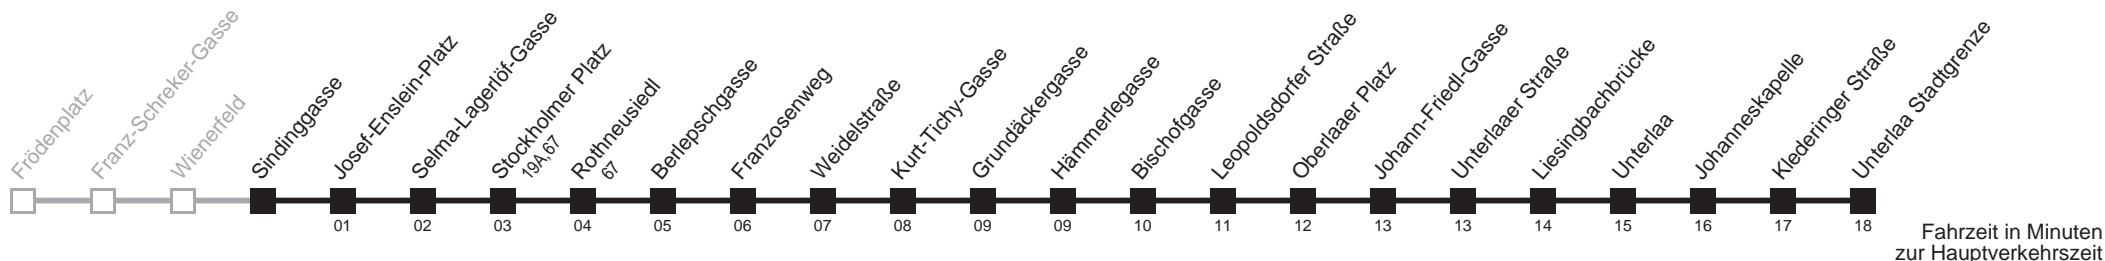 Frödenplatz
Franz-Schreker-Gasse
Wienerfeld
Sindinggasse
Josef-Enslein-Platz
Selma-Lagerlöf-Gasse
Stockholmer Platz
19A,67
Rothneusiedl
67
Berlepschgasse
Franzosenweg
Weidelstraße
Kurt-Tichy-Gasse
Grundäckergasse
Hämmerlegasse
Bischofgasse
Leopoldsdorfer Straße
Oberlaaer Platz
Johann-Friedl-Gasse
Unterlaaer Straße
Liesingbachbrücke
Unterlaa
Johanneskapelle
Klederinger Straße
Unterlaa Stadtgrenze
01 02 03 04 05 06 07 08 09 09 10 11 12 13 13 14 15 16 17 18
Fahrzeit in Minuten
zur Hauptverkehrszeit